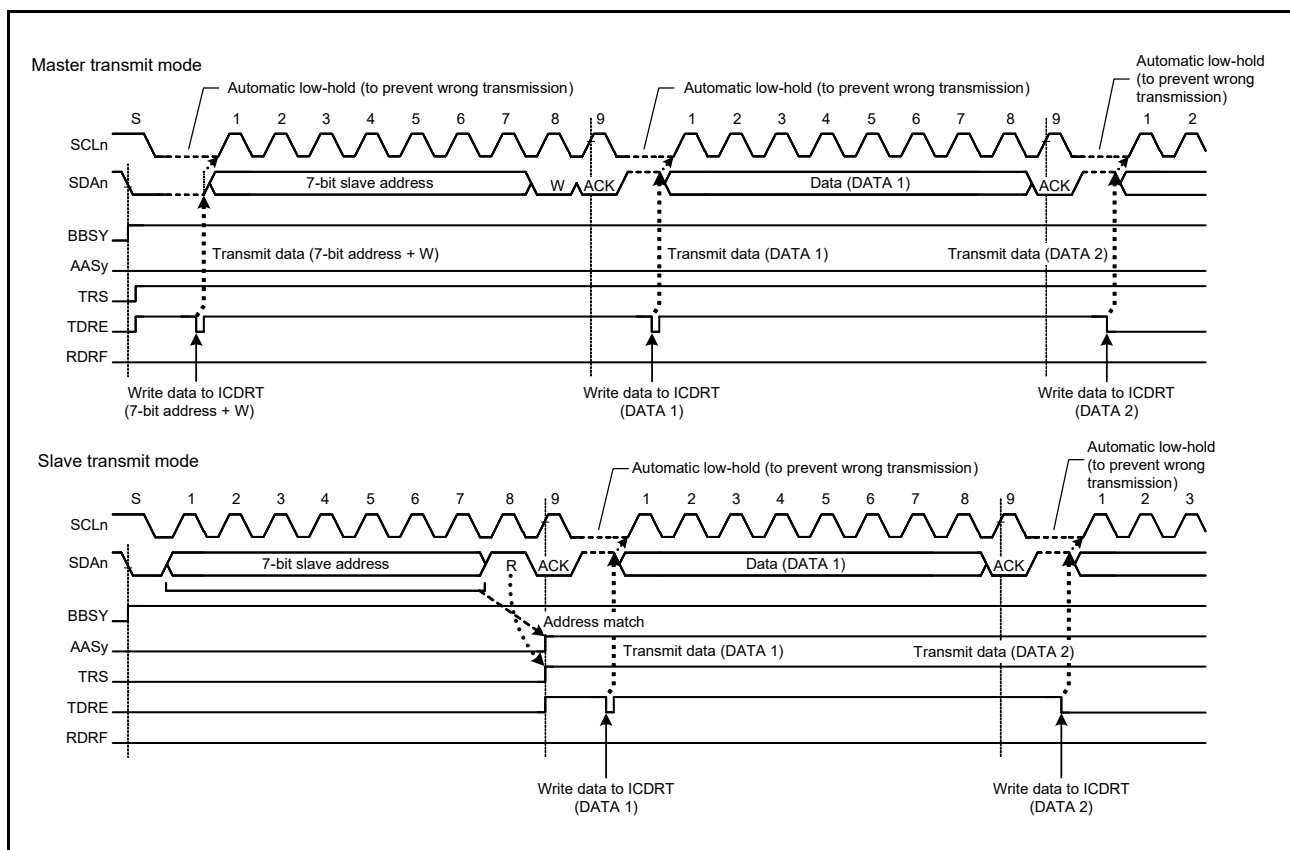 Master transmit mode
Automatic low-hold (to prevent wrong transmission)
Automatic low-hold (to prevent wrong transmission)
Automatic low-hold
(to prevent wrong
transmission)
S 1 2 3 4 5 6 7 8 9 1 2 3 4 5 6 7 8 9 1 2
SCLn
SDAn 7-bit slave address W ACK Data (DATA 1) ACK
BBSY
Transmit data (7-bit address + W) Transmit data (DATA 1) Transmit data (DATA 2)
AASy
TRS
TDRE
RDRF
Write data to ICDRT
(7-bit address + W)
Write data to ICDRT
(DATA 1)
Write data to ICDRT
(DATA 2)
Slave transmit mode
Automatic low-hold (to prevent wrong transmission)
Automatic low-hold
(to prevent wrong
transmission)
S 1 2 3 4 5 6 7 8 9 1 2 3 4 5 6 7 8 9 1 2 3
SCLn
SDAn 7-bit slave address R ACK Data (DATA 1) ACK
BBSY
Address match
AASy
Transmit data (DATA 1) Transmit data (DATA 2)
TRS
TDRE
RDRF
Write data to ICDRT
(DATA 1)
Write data to ICDRT
(DATA 2)